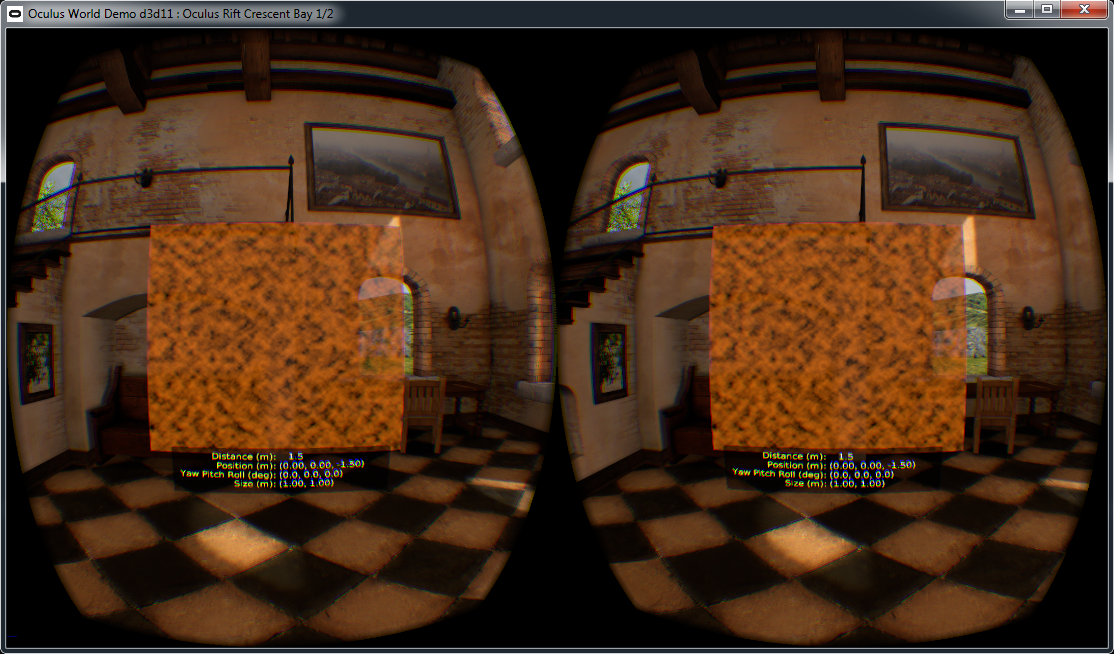 Oculus World Demo d3d11 : Oculus Rift Crescent Bay 1/2
Distance (m): 1.5
Position (m): (0.00, 0.00, -1.50)
Yaw Pitch Roll (deg): (0.0, 0.0, 0.0)
Size (m): (1.00, 1.00)
Distance (m): 1.5
Position (m): (0.00, 0.00, -1.50)
Yaw Pitch Roll (deg): (0.0, 0.0, 0.0)
Size (m): (1.00, 1.00)